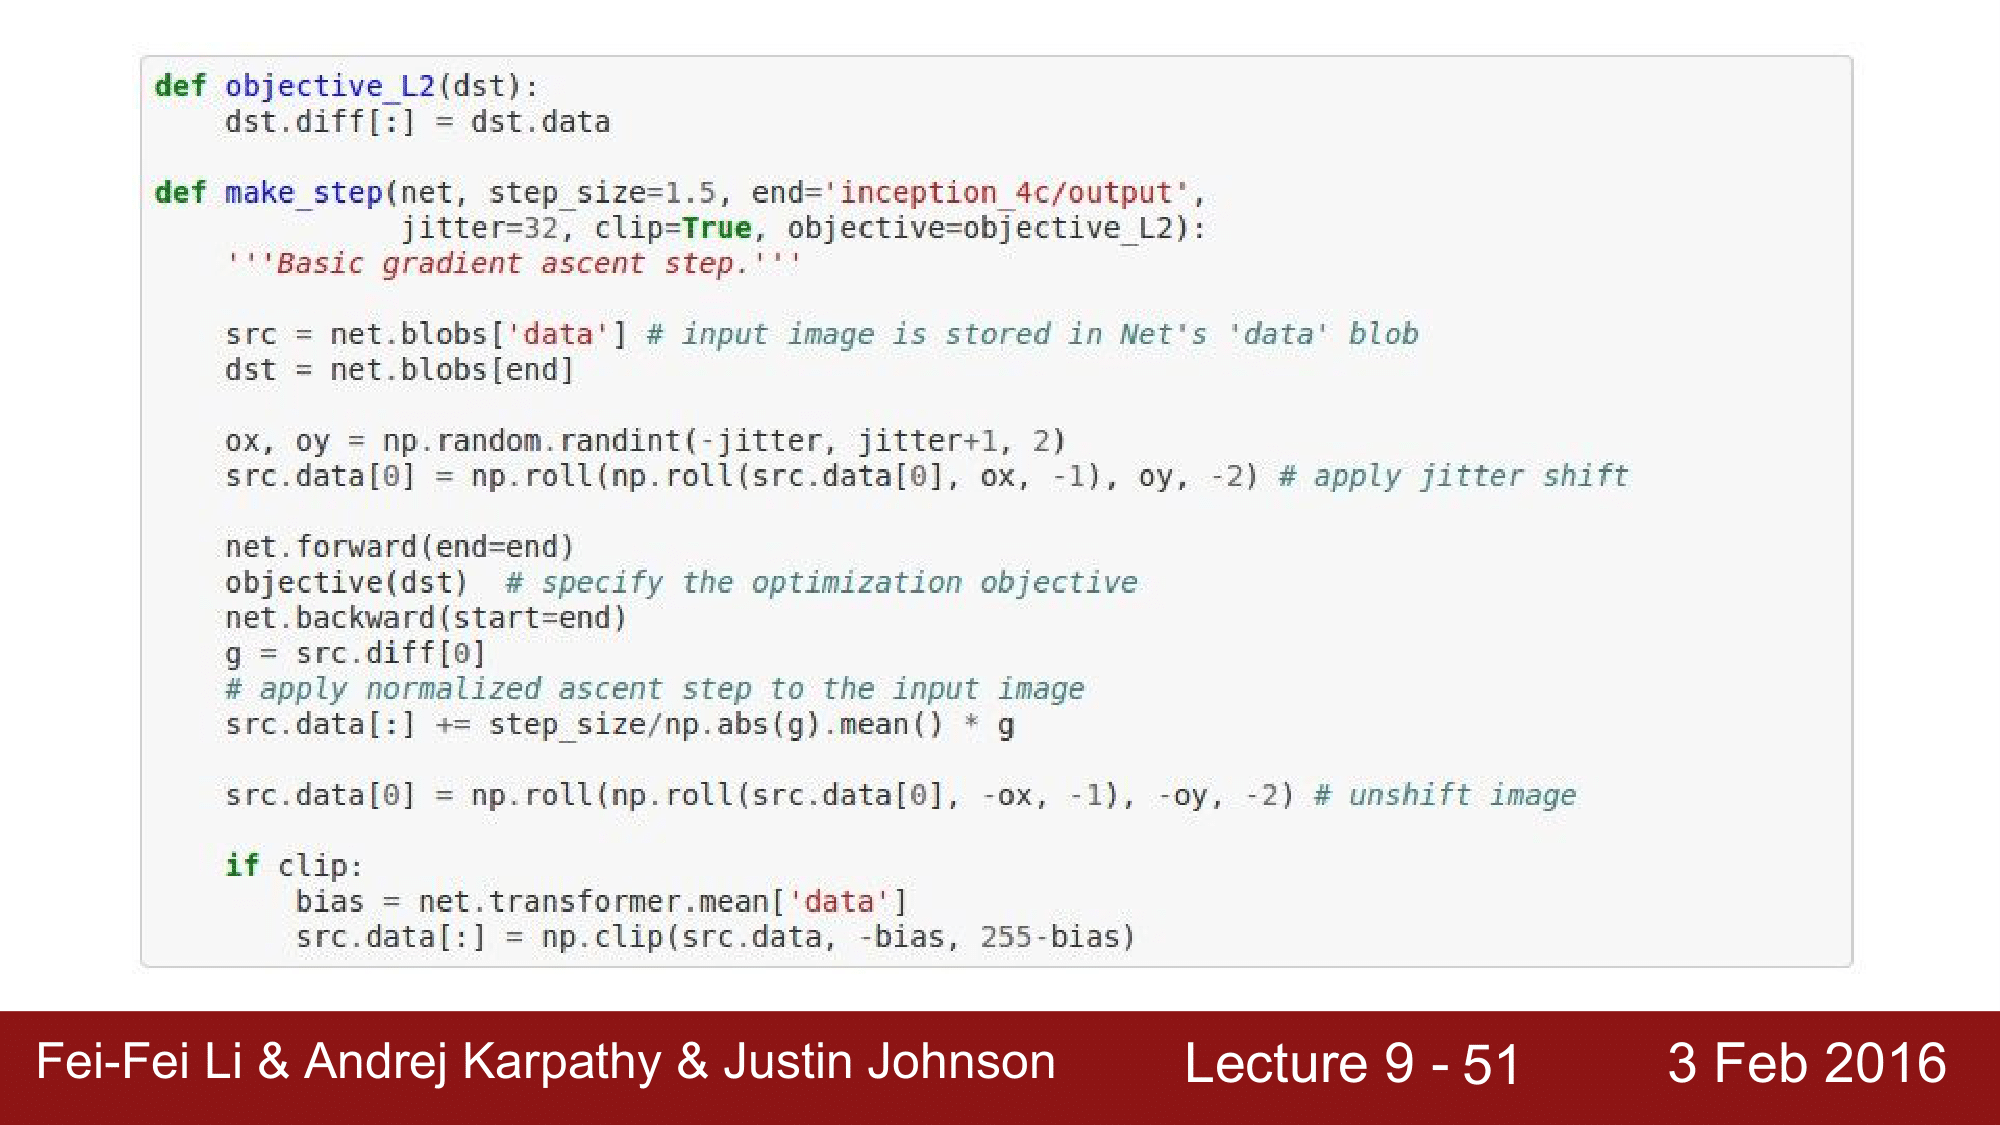 def objective_L2(dst):
    dst.diff[:] = dst.data
def make_step(net, step_size=1.5, end='inception_4c/output',
              jitter=32, clip=True, objective=objective_L2):
    '''Basic gradient ascent step.'''
    src = net.blobs['data'] # input image is stored in Net's 'data' blob
    dst = net.blobs[end]
    ox, oy = np.random.randint(-jitter, jitter+1, 2)
    src.data[0] = np.roll(np.roll(src.data[0], ox, -1), oy, -2) # apply jitter shift
    net.forward(end=end)
    objective(dst)  # specify the optimization objective
    net.backward(start=end)
    g = src.diff[0]
    # apply normalized ascent step to the input image
    src.data[:] += step_size/np.abs(g).mean() * g
    src.data[0] = np.roll(np.roll(src.data[0], -ox, -1), -oy, -2) # unshift image
    if clip:
        bias = net.transformer.mean['data']
        src.data[:] = np.clip(src.data, -bias, 255-bias)
Fei-Fei Li & Andrej Karpathy & Justin Johnson Lecture 9 - 51 3 Feb 2016